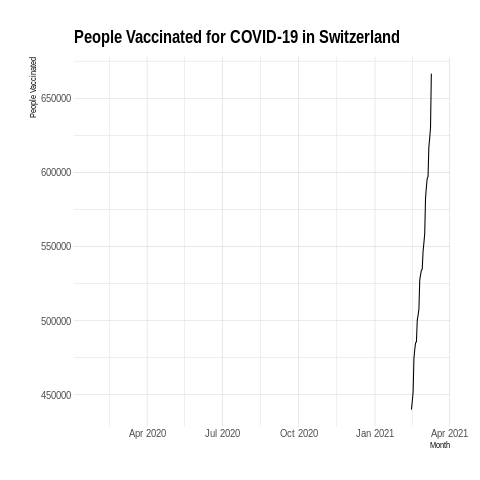 People Vaccinated for COVID-19 in Switzerland
People Vaccinated
650000
600000
550000
500000
450000
Apr 2020 Jul 2020 Oct 2020 Jan 2021 Apr 2021
Month